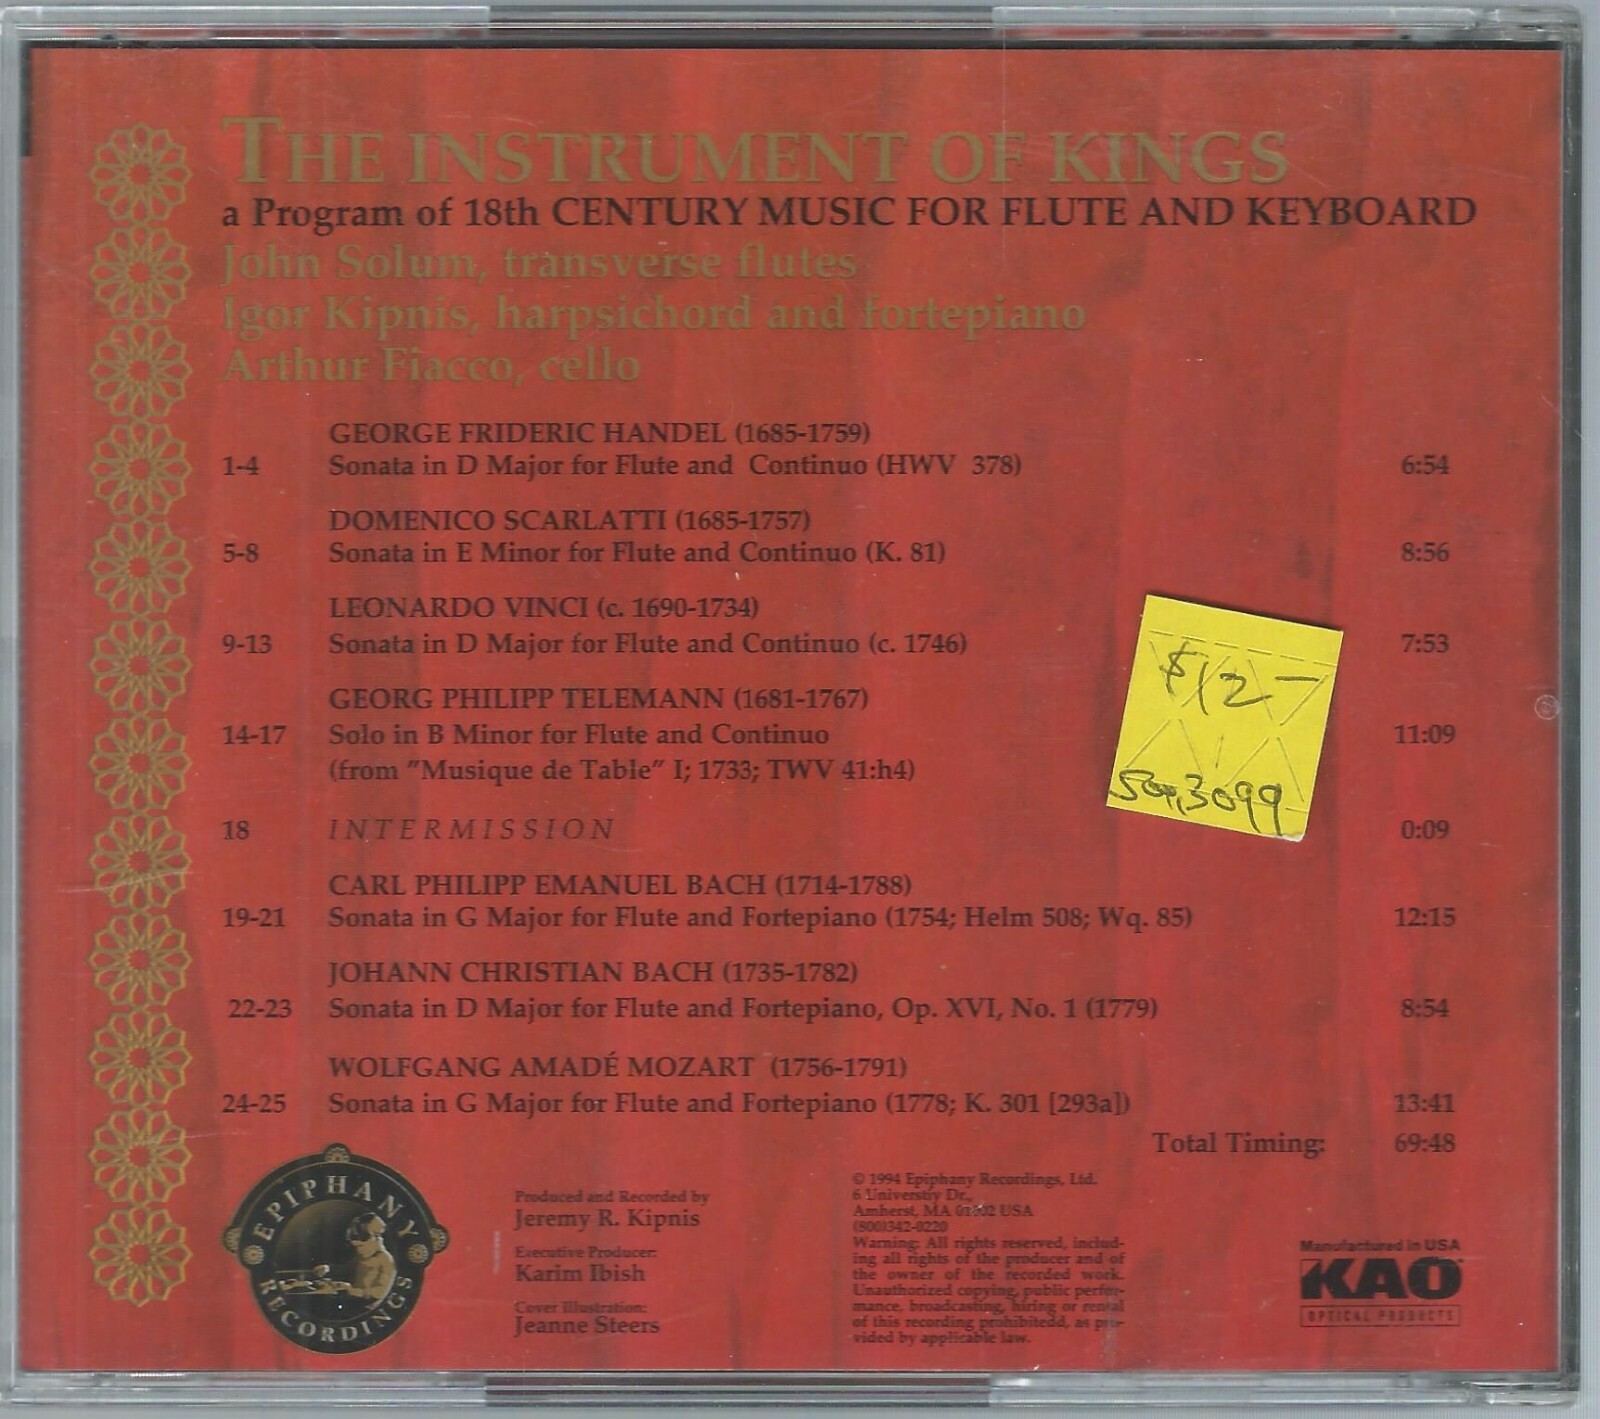 THE INSTRUMENT OF KINGS
a Program of 18th CENTURY MUSIC FOR FLUTE AND KEYBOARD
John Solum, transverse flutes
Igor Kipnis, harpsichord and fortepiano
Arthur Fiacco, cello
GEORGE FRIDERIC HANDEL (1685-1759)
1-4 Sonata in D Major for Flute and Continuo (HWV 378) 6:54
DOMENICO SCARLATTI (1685-1757)
5-8 Sonata in E Minor for Flute and Continuo (K. 81) 8:56
LEONARDO VINCI (c. 1690-1734)
9-13 Sonata in D Major for Flute and Continuo (c. 1746) 7:53
GEORG PHILIPP TELEMANN (1681-1767)
14-17 Solo in B Minor for Flute and Continuo 11:09
(from "Musique de Table" I; 1733; TWV 41:h4)
$12-
18 INTERMISSION 0:09
CARL PHILIPP EMANUEL BACH (1714-1788)
19-21 Sonata in G Major for Flute and Fortepiano (1754; Helm 508; Wq. 85) 12:15
JOHANN CHRISTIAN BACH (1735-1782)
22-23 Sonata in D Major for Flute and Fortepiano, Op. XVI, No. 1 (1779) 8:54
WOLFGANG AMADÉ MOZART (1756-1791)
24-25 Sonata in G Major for Flute and Fortepiano (1778; K. 301 [293a]) 13:41
Total Timing: 69:48
EPIPHANY RECORDINGS
Produced and Recorded by
Jeremy R. Kipnis
Executive Producer:
Karim Ibish
Cover Illustration:
Jeanne Steers
© 1994 Epiphany Recordings, Ltd.
6 Universtiy Dr.,
Amherst, MA 01002 USA
(800)342-0220
Warning: All rights reserved, includ-
ing all rights of the producer and of
the owner of the recorded work.
Unauthorized copying, public perfor-
mance, broadcasting, hiring or rental
of this recording prohibitedd, as pro-
vided by applicable law.
Manufactured in USA
KAO
OPTICAL PRODUCTS